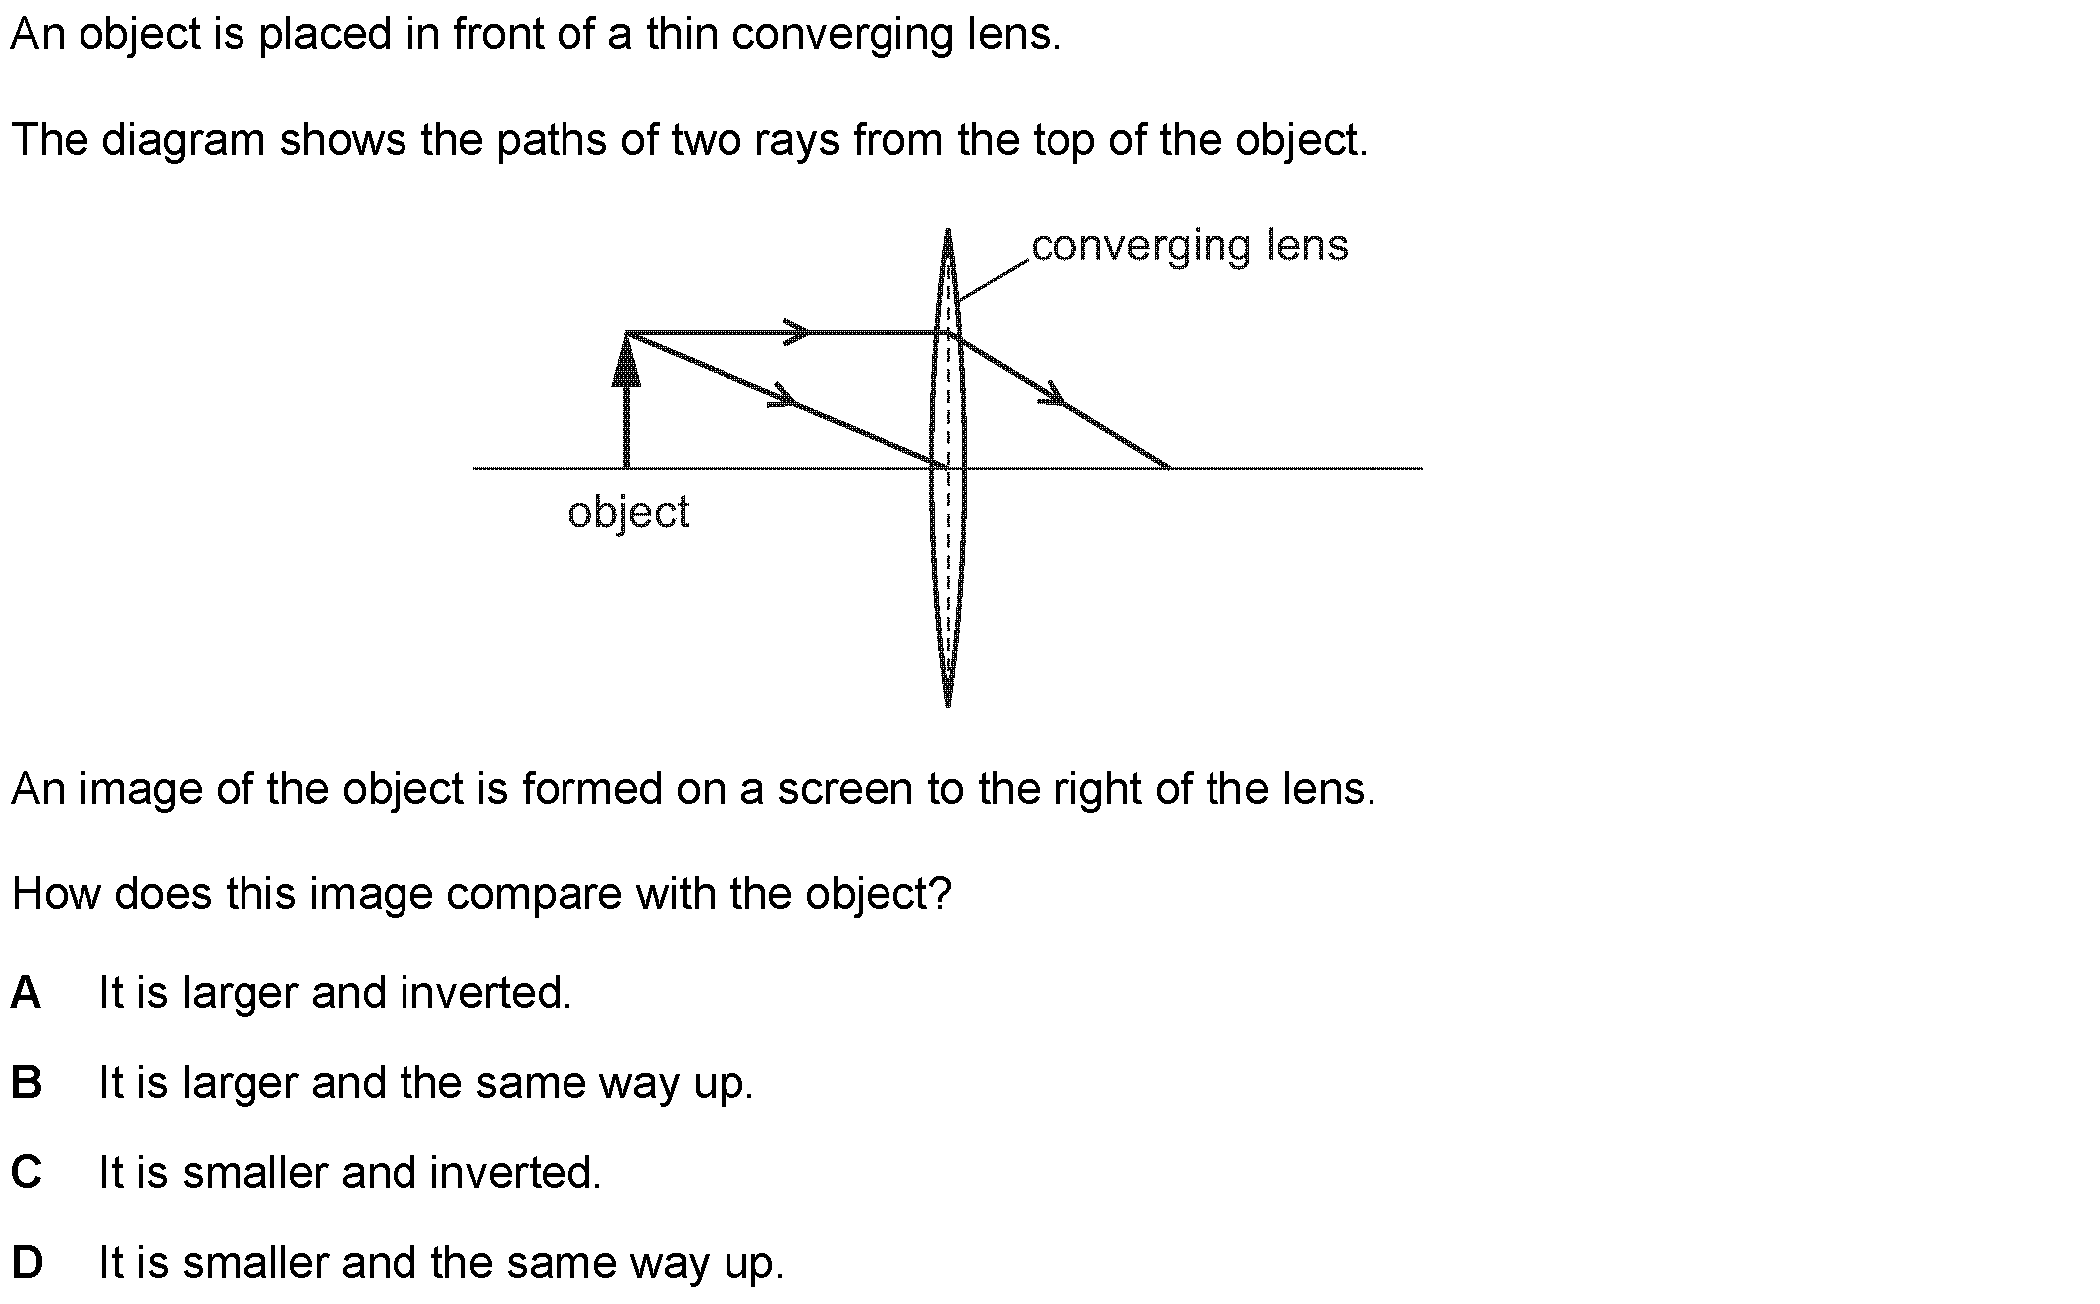 An object is placed in front of a thin converging lens.
The diagram shows the paths of two rays from the top of the object.
converging lens
object
An image of the object is formed on a screen to the right of the lens.
How does this image compare with the object?
A It is larger and inverted.
B It is larger and the same way up.
C It is smaller and inverted.
D It is smaller and the same way up.